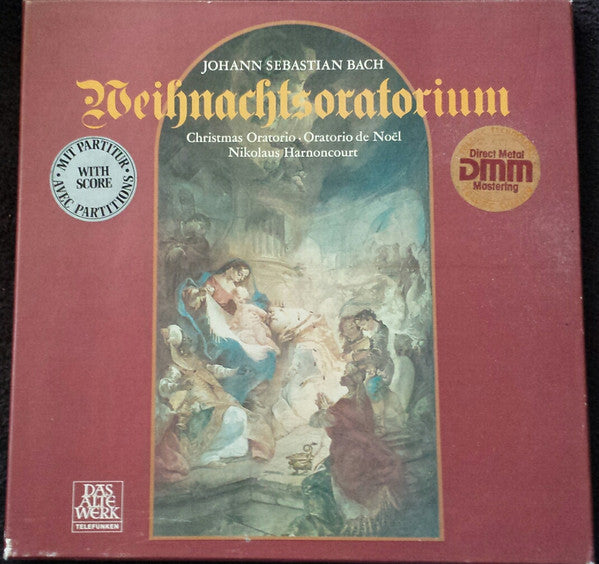 JOHANN SEBASTIAN BACH
Weihnachtsoratorium
Christmas Oratorio · Oratorio de Noël
Nikolaus Harnoncourt
· MIT PARTITUR ·
WITH
SCORE
AVEC PARTITIONS
Direct Metal
DMM
Mastering
DAS
ALTE
WERK
TELEFUNKEN